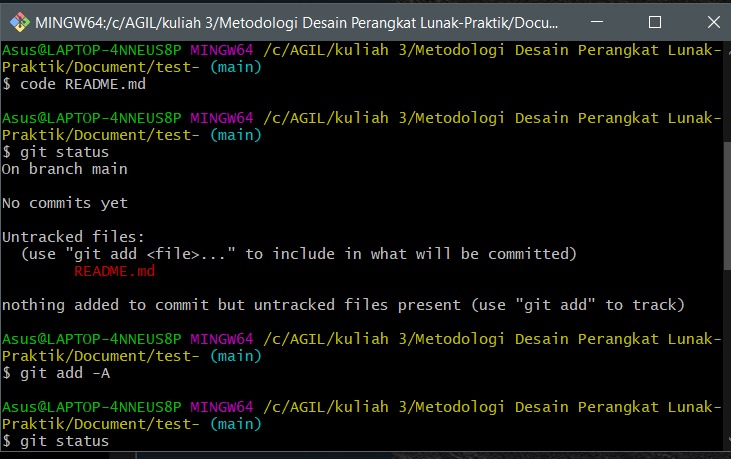 MINGW64:/c/AGIL/kuliah 3/Metodologi Desain Perangkat Lunak-Praktik/Docu...
Asus@LAPTOP-4NNEUS8P MINGW64 /c/AGIL/kuliah 3/Metodologi Desain Perangkat Lunak-
Praktik/Document/test- (main)
$ code README.md
Asus@LAPTOP-4NNEUS8P MINGW64 /c/AGIL/kuliah 3/Metodologi Desain Perangkat Lunak-
Praktik/Document/test- (main)
$ git status
On branch main
No commits yet
Untracked files:
  (use "git add <file>..." to include in what will be committed)
        README.md
nothing added to commit but untracked files present (use "git add" to track)
Asus@LAPTOP-4NNEUS8P MINGW64 /c/AGIL/kuliah 3/Metodologi Desain Perangkat Lunak-
Praktik/Document/test- (main)
$ git add -A
Asus@LAPTOP-4NNEUS8P MINGW64 /c/AGIL/kuliah 3/Metodologi Desain Perangkat Lunak-
Praktik/Document/test- (main)
$ git status